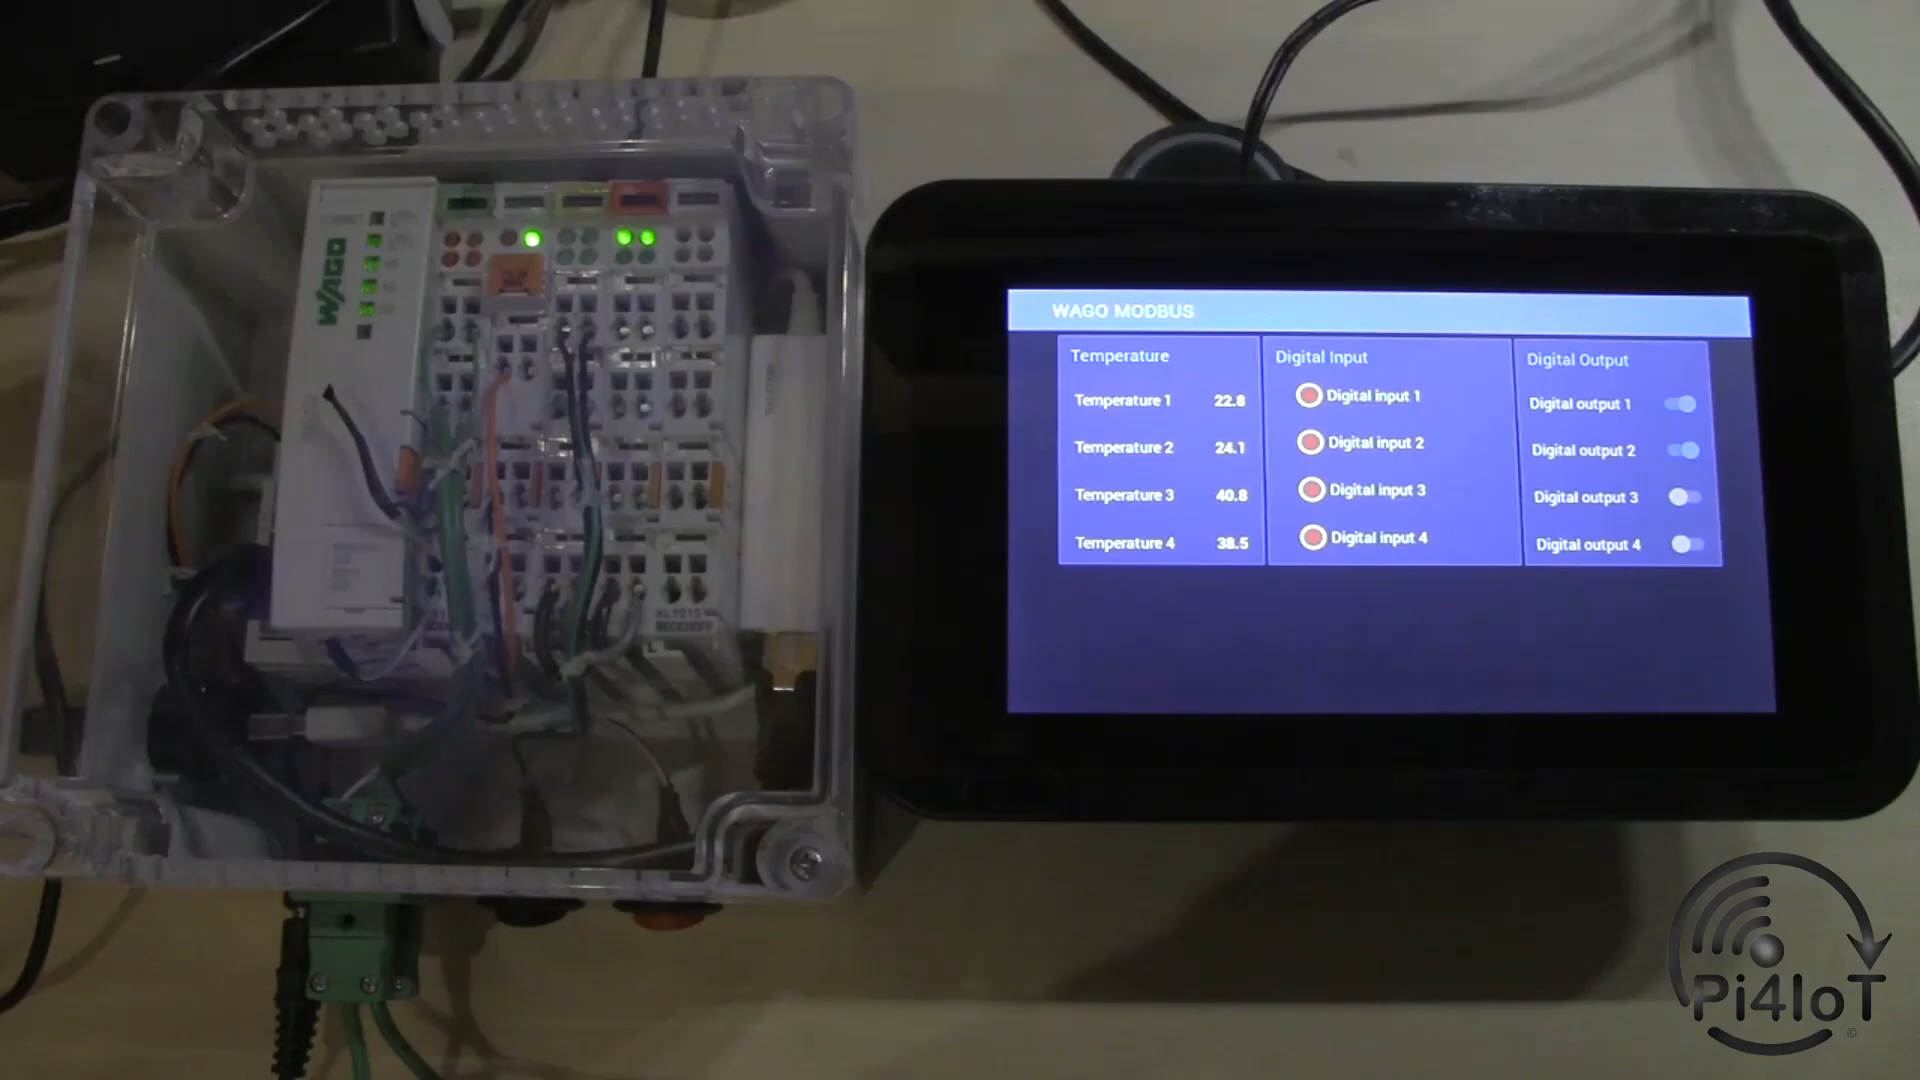 WAGO
KL9010
BECKHOFF
WAGO MODBUS
Temperature
Temperature 1 22.8
Temperature 2 24.1
Temperature 3 40.8
Temperature 4 38.5
Digital Input
Digital input 1
Digital input 2
Digital input 3
Digital input 4
Digital Output
Digital output 1
Digital output 2
Digital output 3
Digital output 4
Pi4IoT
©